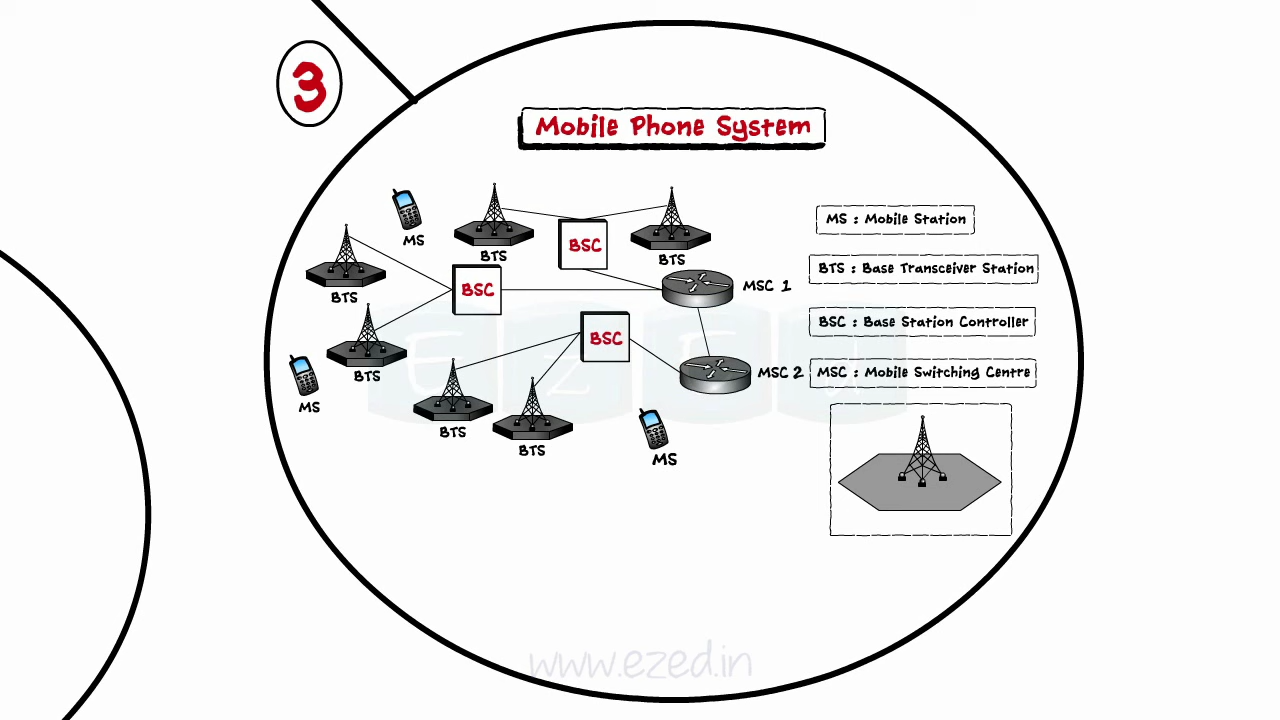 3
Mobile Phone System
MS
BTS
BTS
BTS
BSC
BTS
BSC
MSC 1
BTS
MS
BSC
MSC 2
BTS
BTS
MS
MS : Mobile Station
BTS : Base Transceiver Station
BSC : Base Station Controller
MSC : Mobile Switching Centre
EZEd
www.ezed.in